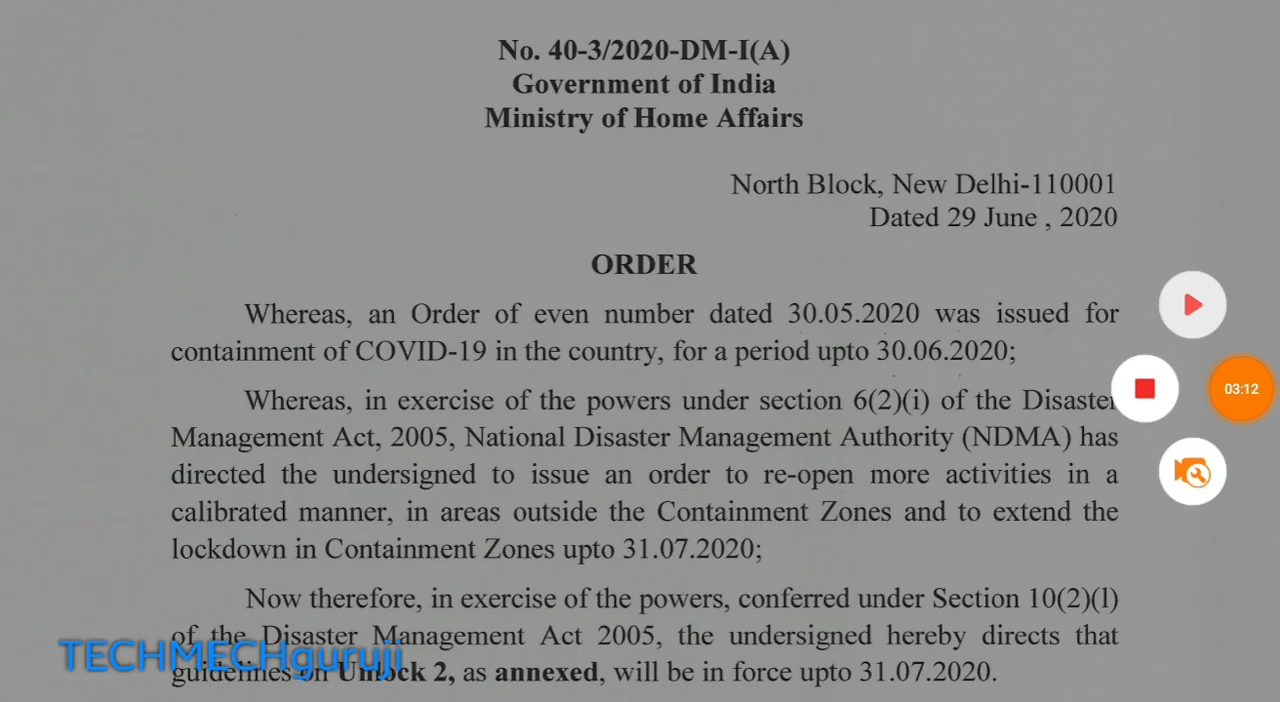 No. 40-3/2020-DM-I(A)
Government of India
Ministry of Home Affairs
North Block, New Delhi-110001
Dated 29 June , 2020
ORDER
Whereas, an Order of even number dated 30.05.2020 was issued for
containment of COVID-19 in the country, for a period upto 30.06.2020;
Whereas, in exercise of the powers under section 6(2)(i) of the Disaster
Management Act, 2005, National Disaster Management Authority (NDMA) has
directed the undersigned to issue an order to re-open more activities in a
calibrated manner, in areas outside the Containment Zones and to extend the
lockdown in Containment Zones upto 31.07.2020;
Now therefore, in exercise of the powers, conferred under Section 10(2)(l)
of the Disaster Management Act 2005, the undersigned hereby directs that
guidelines on Unlock 2, as annexed, will be in force upto 31.07.2020.
TECHMECHguruji
03:12